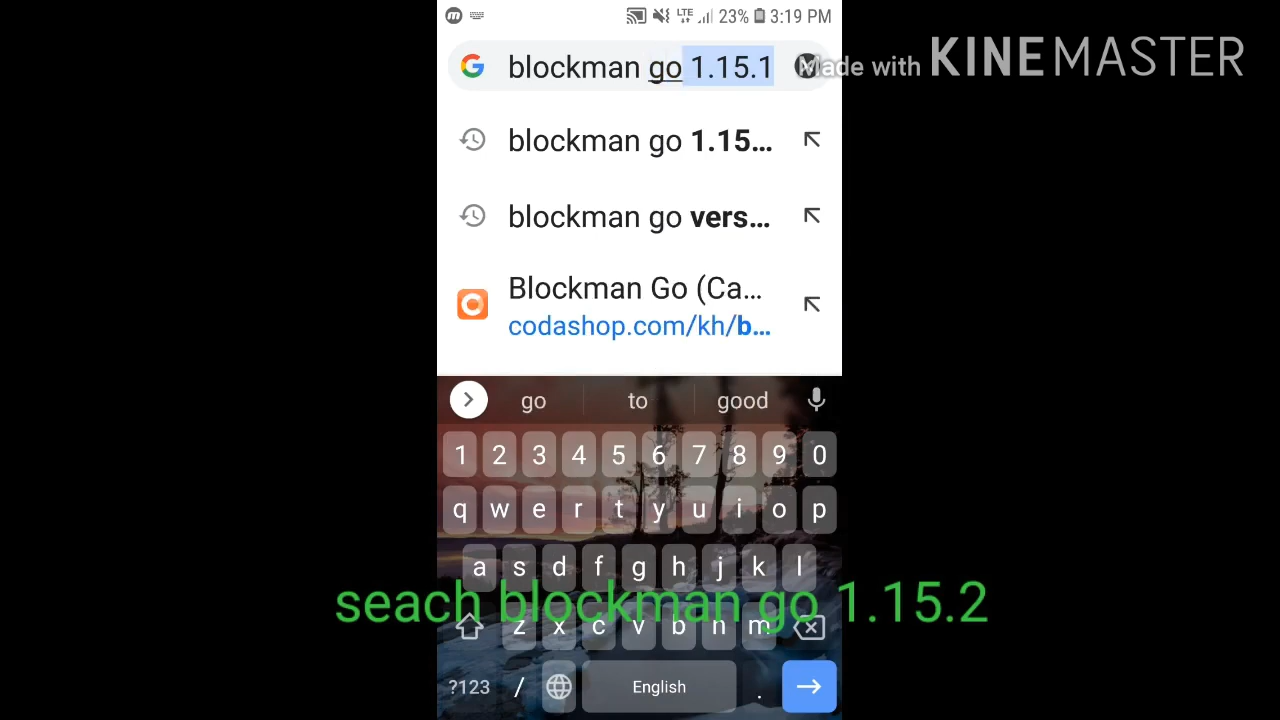 LTE 23% 3:19 PM
blockman go 1.15.1
Made with KINEMASTER
blockman go 1.15...
blockman go vers...
Blockman Go (Ca...
codashop.com/kh/b...
go to good
1 2 3 4 5 6 7 8 9 0
q w e r t y u i o p
a s d f g h j k l
seach blockman go 1.15.2
z x c v b n m
?123 / English .